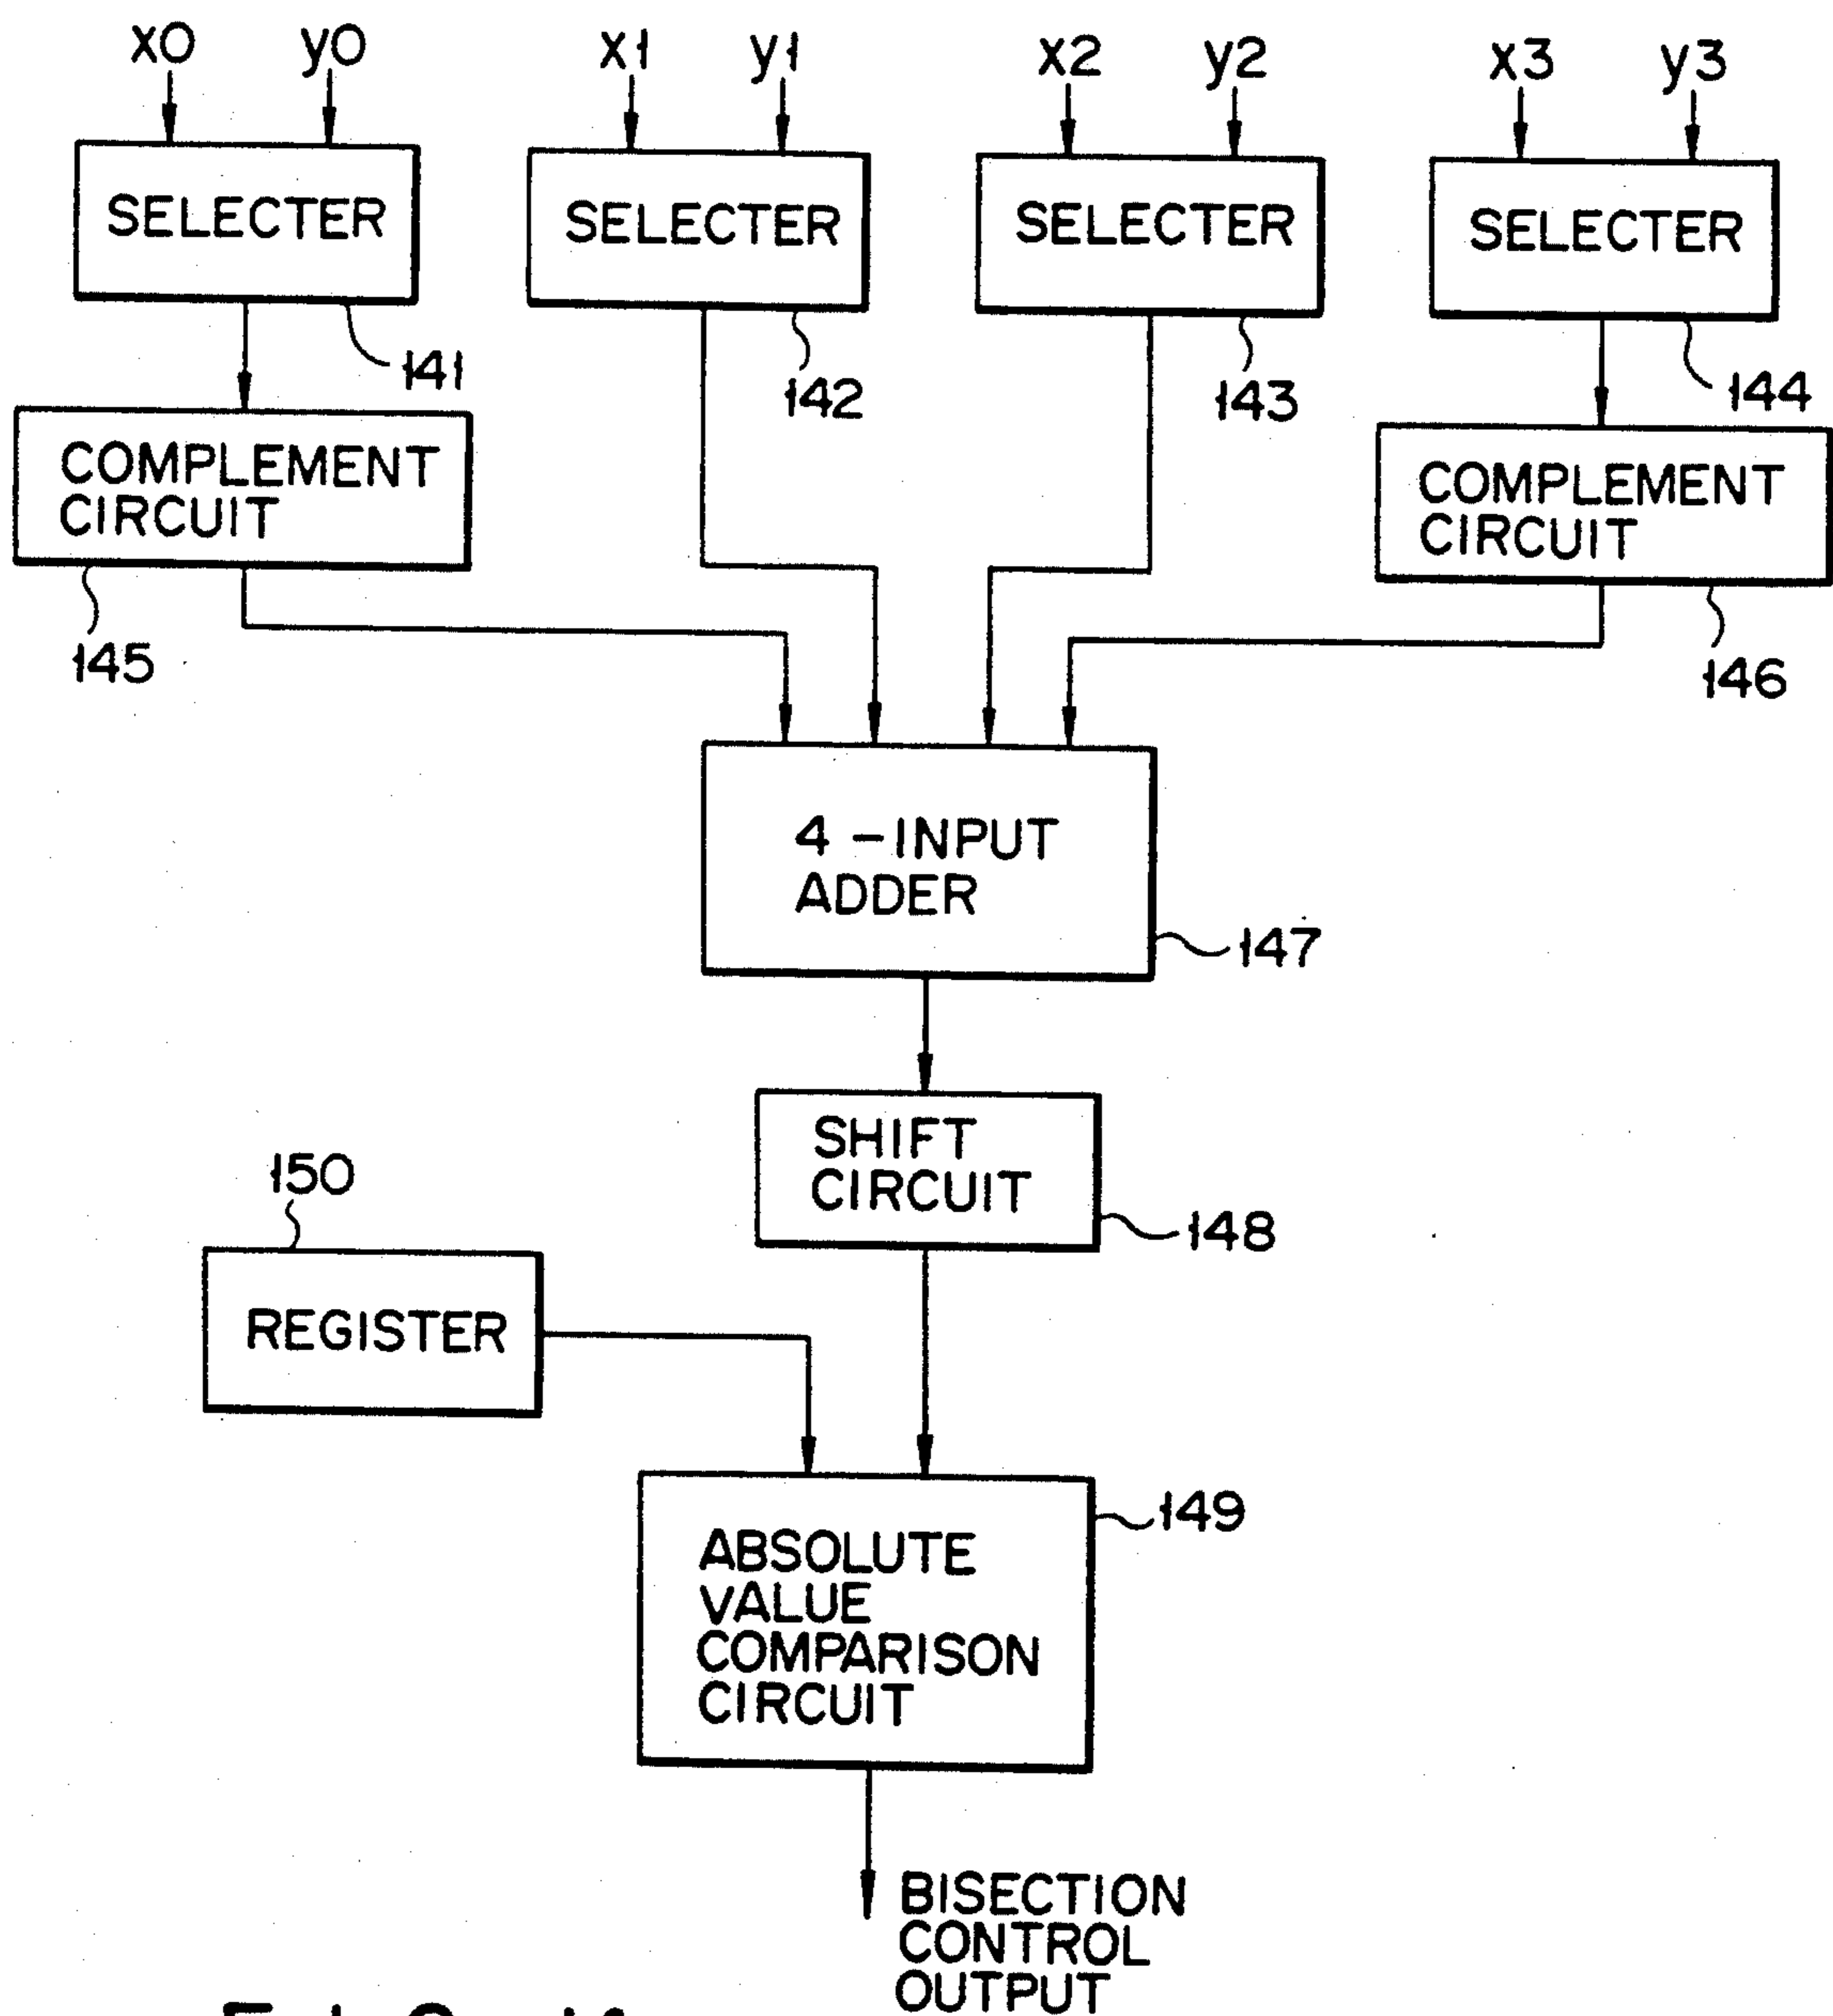 x0 y0 x1 y1 x2 y2 x3 y3
SELECTER SELECTER SELECTER SELECTER
141 142 143 144
COMPLEMENT
CIRCUIT
COMPLEMENT
CIRCUIT
145 146
4-INPUT
ADDER
147
SHIFT
CIRCUIT
148
150
REGISTER
149
ABSOLUTE
VALUE
COMPARISON
CIRCUIT
BISECTION
CONTROL
OUTPUT